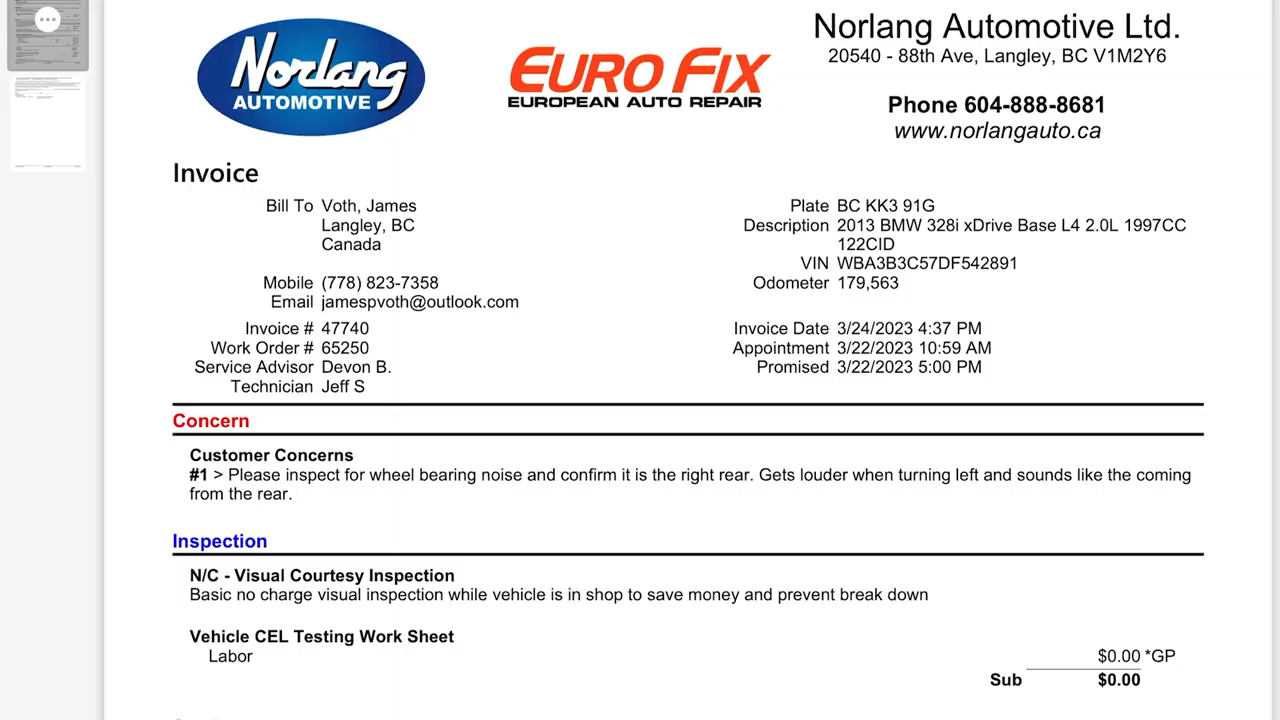 Norlang
AUTOMOTIVE
EURO FIX
EUROPEAN AUTO REPAIR
Norlang Automotive Ltd.
20540 - 88th Ave, Langley, BC V1M2Y6
Phone 604-888-8681
www.norlangauto.ca
Invoice
Bill To Voth, James
Langley, BC
Canada
Mobile (778) 823-7358
Email jamespvoth@outlook.com
Invoice # 47740
Work Order # 65250
Service Advisor Devon B.
Technician Jeff S
Plate BC KK3 91G
Description 2013 BMW 328i xDrive Base L4 2.0L 1997CC
122CID
VIN WBA3B3C57DF542891
Odometer 179,563
Invoice Date 3/24/2023 4:37 PM
Appointment 3/22/2023 10:59 AM
Promised 3/22/2023 5:00 PM
Concern
Customer Concerns
#1 > Please inspect for wheel bearing noise and confirm it is the right rear. Gets louder when turning left and sounds like the coming
from the rear.
Inspection
N/C - Visual Courtesy Inspection
Basic no charge visual inspection while vehicle is in shop to save money and prevent break down
Vehicle CEL Testing Work Sheet
Labor $0.00 *GP
Sub $0.00